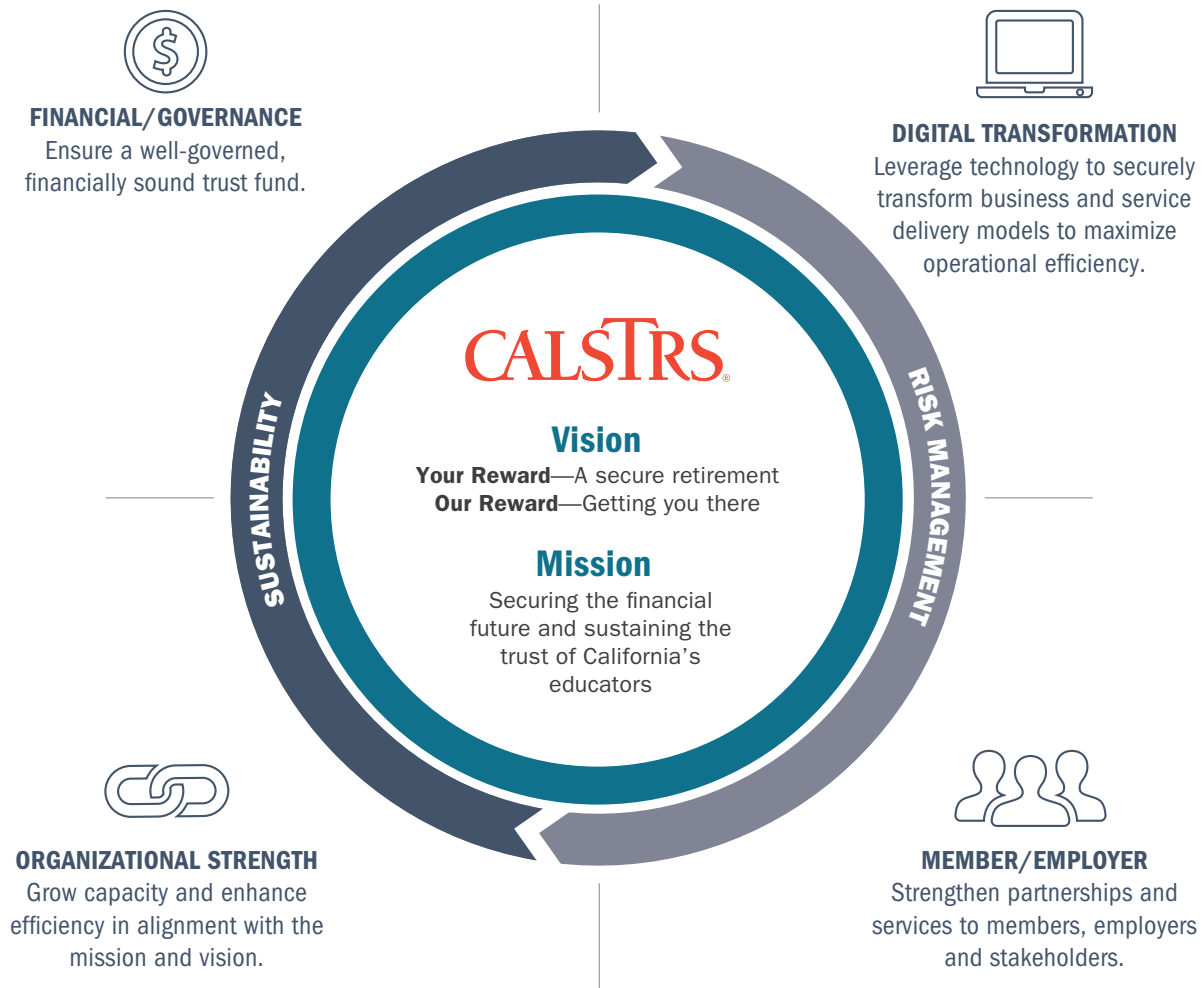 FINANCIAL/GOVERNANCE
Ensure a well-governed,
financially sound trust fund.
DIGITAL TRANSFORMATION
Leverage technology to securely
transform business and service
delivery models to maximize
operational efficiency.
SUSTAINABILITY
CALSTRS®
Vision
Your Reward—A secure retirement
Our Reward—Getting you there
Mission
Securing the financial
future and sustaining the
trust of California's
educators
RISK MANAGEMENT
ORGANIZATIONAL STRENGTH
Grow capacity and enhance
efficiency in alignment with the
mission and vision.
MEMBER/EMPLOYER
Strengthen partnerships and
services to members, employers
and stakeholders.